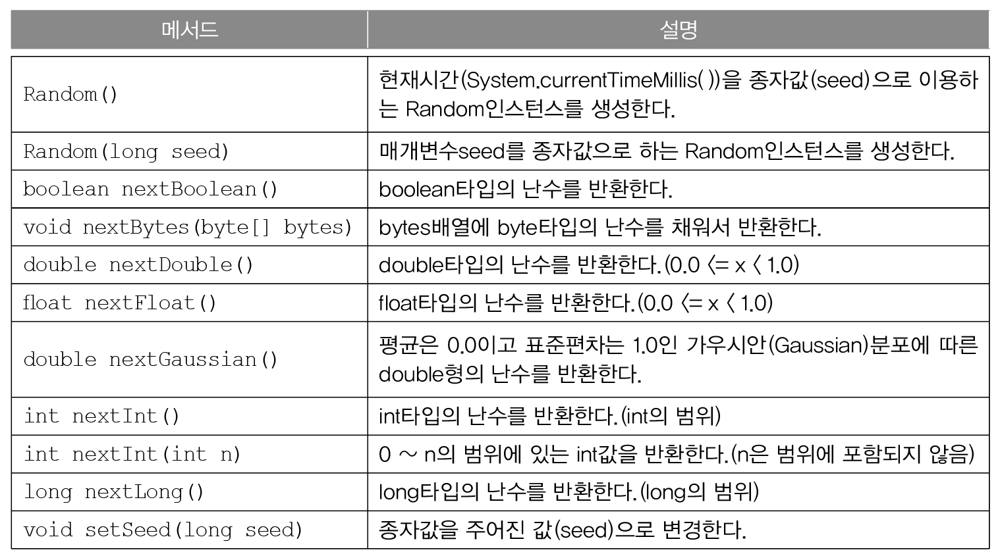 메서드 설명
Random() 현재시간(System.currentTimeMillis( ))을 종자값(seed)으로 이용하
는 Random인스턴스를 생성한다.
Random(long seed) 매개변수seed를 종자값으로 하는 Random인스턴스를 생성한다.
boolean nextBoolean() boolean타입의 난수를 반환한다.
void nextBytes(byte[] bytes) bytes배열에 byte타입의 난수를 채워서 반환한다.
double nextDouble() double타입의 난수를 반환한다.(0.0 <= x < 1.0)
float nextFloat() float타입의 난수를 반환한다.(0.0 <= x < 1.0)
double nextGaussian() 평균은 0.0이고 표준편차는 1.0인 가우시안(Gaussian)분포에 따른
double형의 난수를 반환한다.
int nextInt() int타입의 난수를 반환한다.(int의 범위)
int nextInt(int n) 0 ~ n의 범위에 있는 int값을 반환한다.(n은 범위에 포함되지 않음)
long nextLong() long타입의 난수를 반환한다.(long의 범위)
void setSeed(long seed) 종자값을 주어진 값(seed)으로 변경한다.